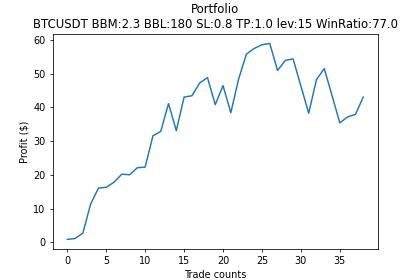 Portfolio
BTCUSDT BBM:2.3 BBL:180 SL:0.8 TP:1.0 lev:15 WinRatio:77.0
60
50
40
30
20
10
0
Profit ($)
0 5 10 15 20 25 30 35
Trade counts